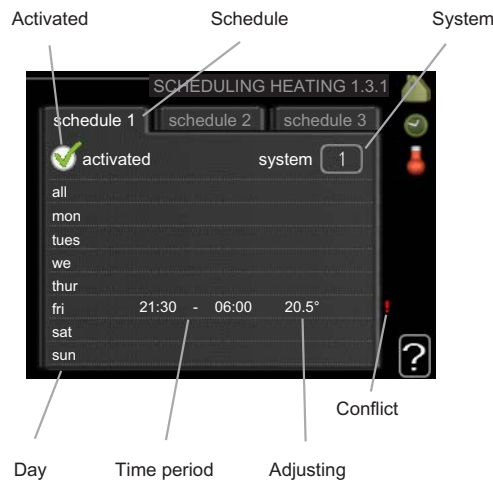 Activated Schedule System
SCHEDULING HEATING 1.3.1
schedule 1 schedule 2 schedule 3
activated system 1
all
mon
tues
we
thur
fri 21:30 - 06:00 20.5° !
sat
sun
?
Conflict
Day Time period Adjusting